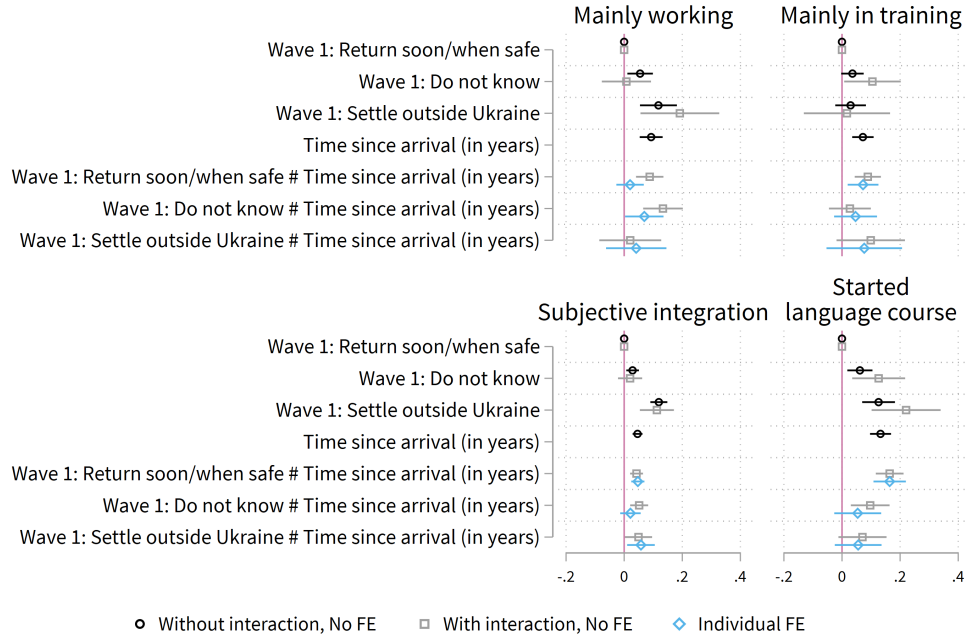 Mainly working
Mainly in training
Wave 1: Return soon/when safe
Wave 1: Do not know
Wave 1: Settle outside Ukraine
Time since arrival (in years)
Wave 1: Return soon/when safe # Time since arrival (in years)
Wave 1: Do not know # Time since arrival (in years)
Wave 1: Settle outside Ukraine # Time since arrival (in years)
Subjective integration
Started
language course
Wave 1: Return soon/when safe
Wave 1: Do not know
Wave 1: Settle outside Ukraine
Time since arrival (in years)
Wave 1: Return soon/when safe # Time since arrival (in years)
Wave 1: Do not know # Time since arrival (in years)
Wave 1: Settle outside Ukraine # Time since arrival (in years)
-.2 0 .2 .4
-.2 0 .2 .4
Without interaction, No FE
With interaction, No FE
Individual FE